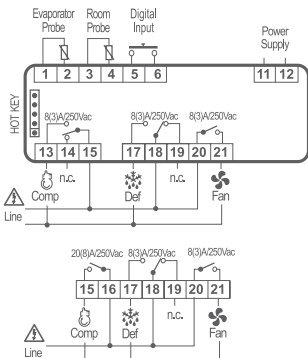 Evaporator Probe
Room Probe
Digital Input
Power Supply
1 2 3 4 5 6 11 12
HOT KEY
8(3)A/250Vac 8(3)A/250Vac 8(3)A/250Vac
13 14 15 17 18 19 20 21
Comp n.c. Def n.c. Fan
Line
20(8)A/250Vac 8(3)A/250Vac 8(3)A/250Vac
15 16 17 18 19 20 21
Comp Def n.c. Fan
Line